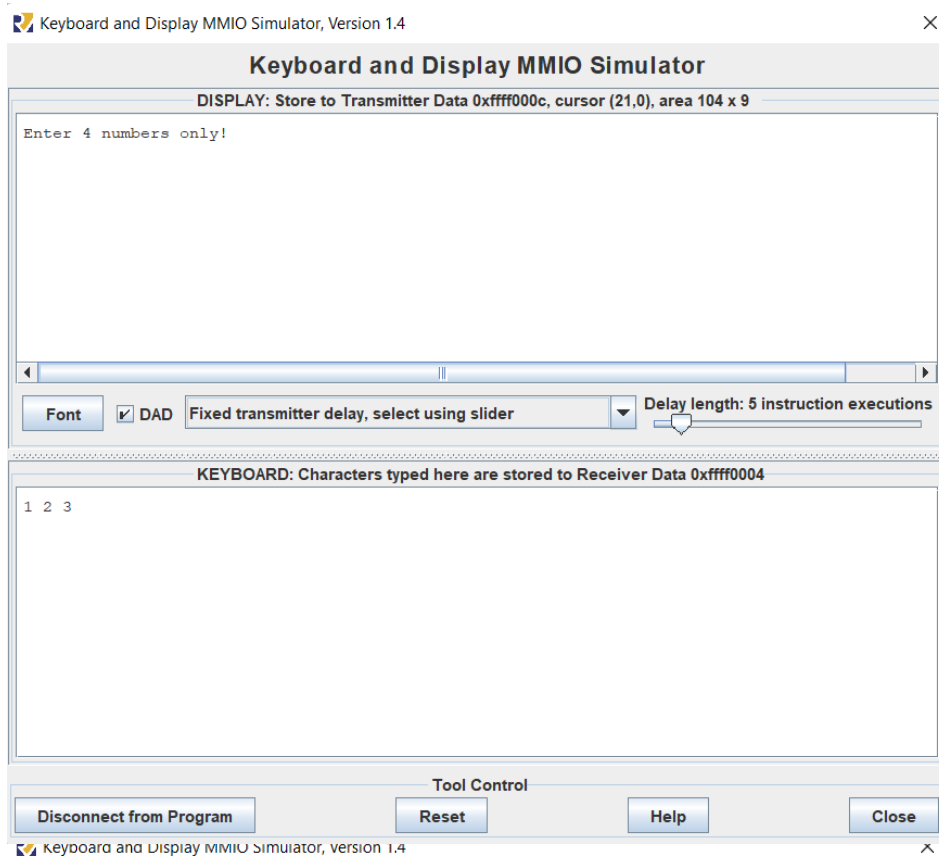 Keyboard and Display MMIO Simulator, Version 1.4
Keyboard and Display MMIO Simulator
DISPLAY: Store to Transmitter Data 0xffff000c, cursor (21,0), area 104 x 9
Enter 4 numbers only!
Font
DAD
Fixed transmitter delay, select using slider
Delay length: 5 instruction executions
KEYBOARD: Characters typed here are stored to Receiver Data 0xffff0004
1 2 3
Tool Control
Disconnect from Program
Reset
Help
Close
Keyboard and Display MMIO Simulator, Version 1.4